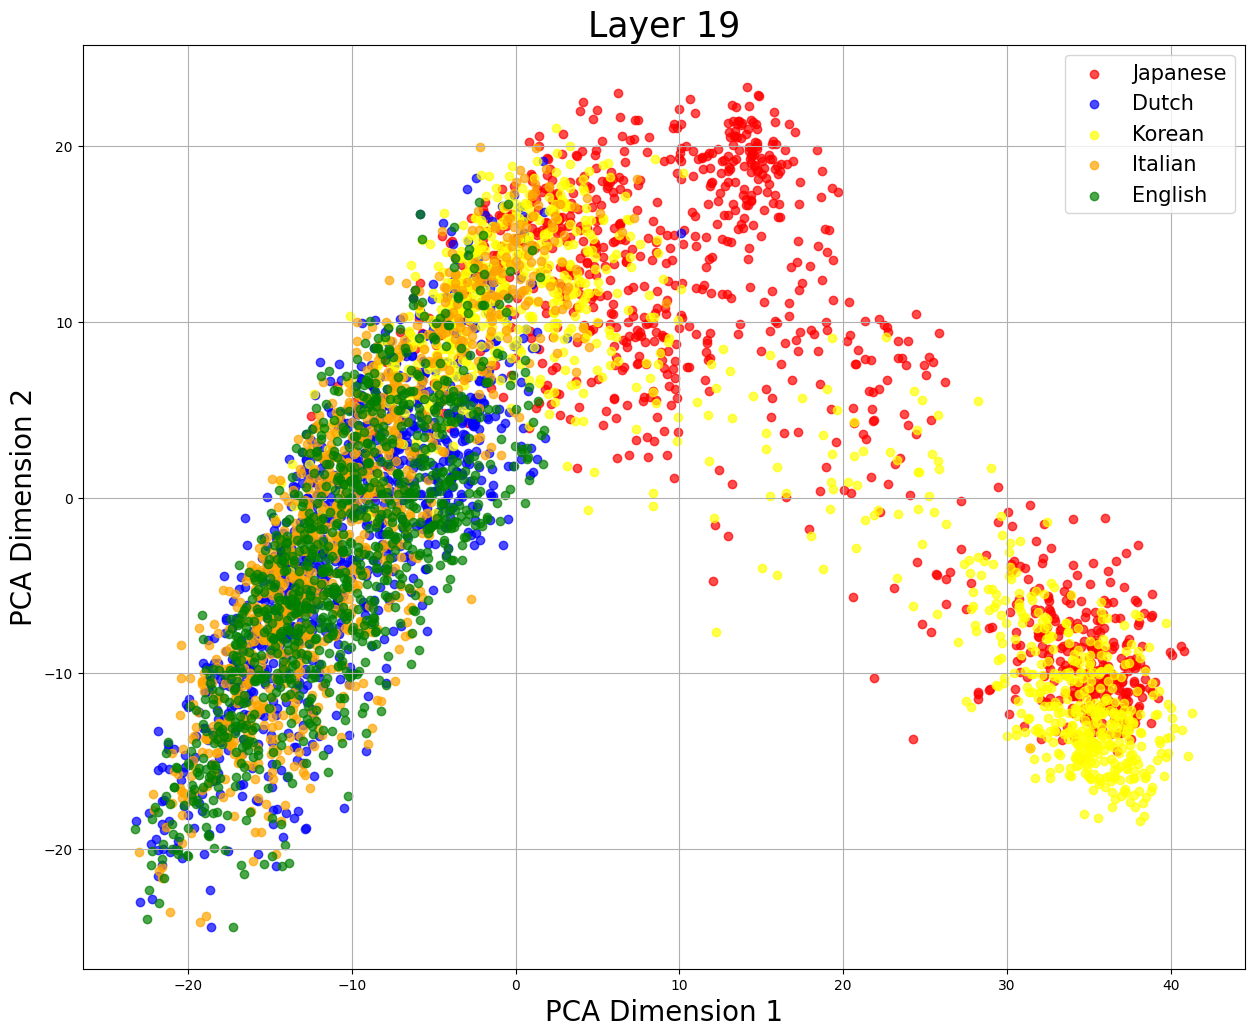 Layer 19
Japanese
Dutch
Korean
Italian
English
PCA Dimension 2
20
10
0
−10
−20
−20
−10
0
10
20
30
40
PCA Dimension 1